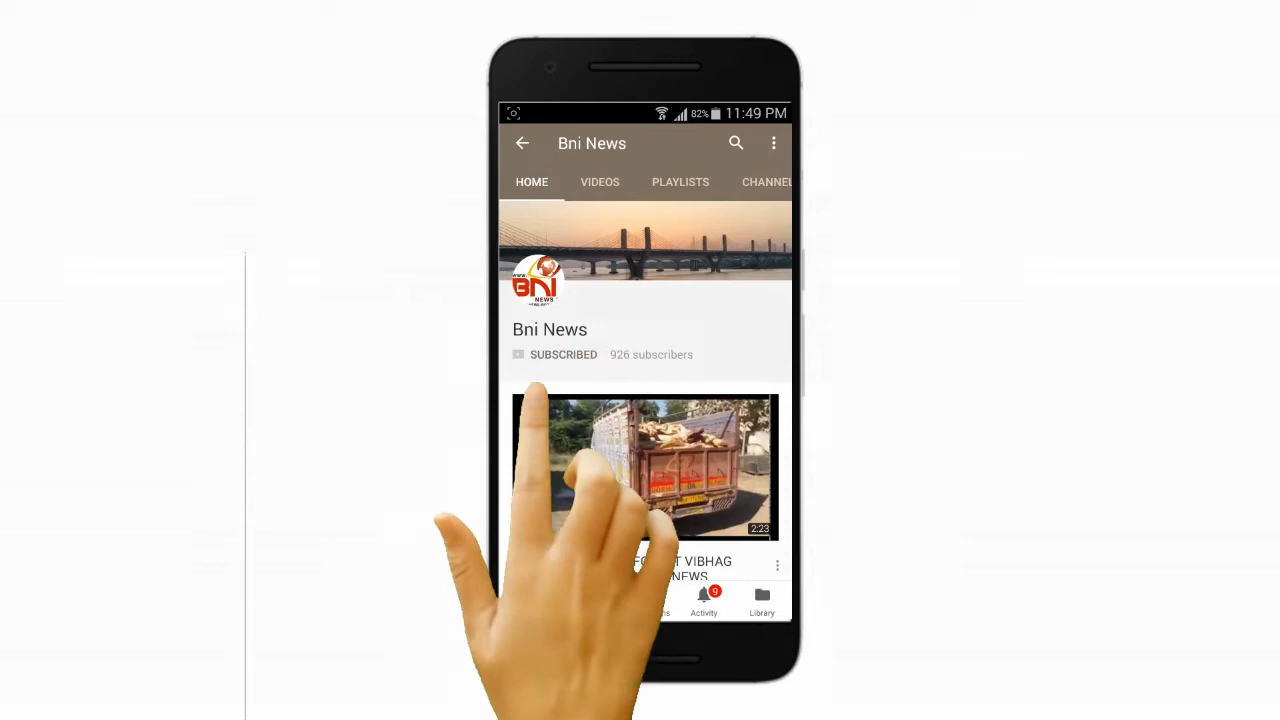 82% 11:49 PM
Bni News
HOME VIDEOS PLAYLISTS CHANNEL
www.
BNI
NEWS
Bni News
SUBSCRIBED 926 subscribers
2:23
VIBHAG
NEWS
9
Activity Library